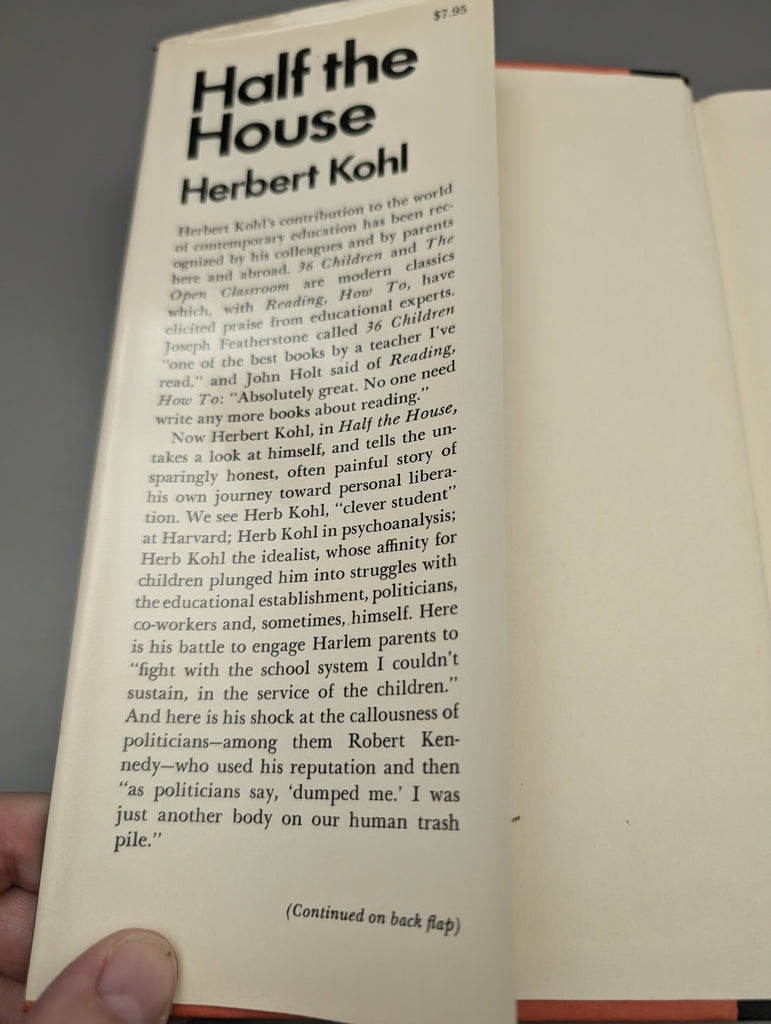 $7.95
Half the
House
Herbert Kohl
Herbert Kohl's contribution to the world
of contemporary education has been rec-
ognized by his colleagues and by parents
here and abroad. 36 Children and The
Open Classroom are modern classics
which, with Reading, How To, have
elicited praise from educational experts.
Joseph Featherstone called 36 Children
"one of the best books by a teacher I've
read," and John Holt said of Reading,
How To: "Absolutely great. No one need
write any more books about reading."
Now Herbert Kohl, in Half the House,
takes a look at himself, and tells the un-
sparingly honest, often painful story of
his own journey toward personal libera-
tion. We see Herb Kohl, "clever student"
at Harvard; Herb Kohl in psychoanalysis;
Herb Kohl the idealist, whose affinity for
children plunged him into struggles with
the educational establishment, politicians,
co-workers and, sometimes, himself. Here
is his battle to engage Harlem parents to
"fight with the school system I couldn't
sustain, in the service of the children."
And here is his shock at the callousness of
politicians—among them Robert Ken-
nedy—who used his reputation and then
"as politicians say, 'dumped me.' I was
just another body on our human trash
pile."
(Continued on back flap)